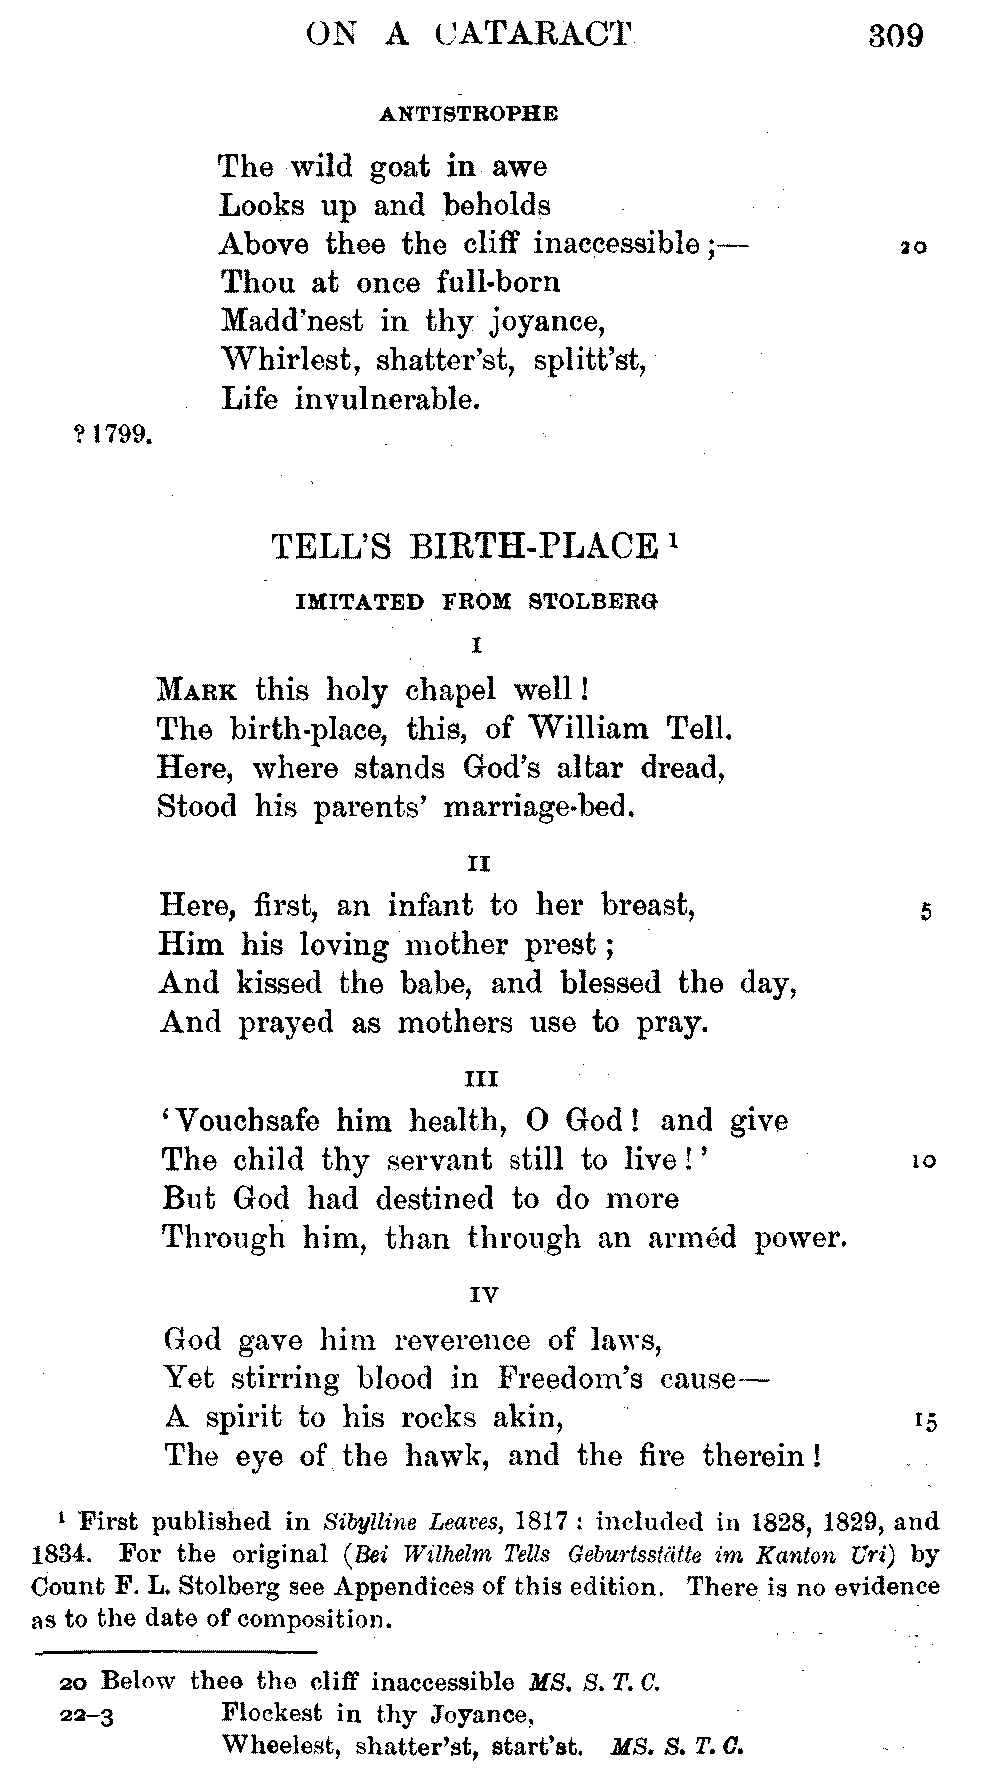 ON A CATARACT 309
ANTISTROPHE
The wild goat in awe
Looks up and beholds
Above thee the cliff inaccessible ;— 20
Thou at once full-born
Madd'nest in thy joyance,
Whirlest, shatter'st, splitt'st,
Life invulnerable.
? 1799.
TELL'S BIRTH-PLACE ¹
IMITATED FROM STOLBERG
I
MARK this holy chapel well !
The birth-place, this, of William Tell.
Here, where stands God's altar dread,
Stood his parents' marriage-bed.
II
Here, first, an infant to her breast, 5
Him his loving mother prest ;
And kissed the babe, and blessed the day,
And prayed as mothers use to pray.
III
'Vouchsafe him health, O God ! and give
The child thy servant still to live ! ' 10
But God had destined to do more
Through him, than through an arméd power.
IV
God gave him reverence of laws,
Yet stirring blood in Freedom's cause—
A spirit to his rocks akin, 15
The eye of the hawk, and the fire therein !
¹ First published in Sibylline Leaves, 1817 : included in 1828, 1829, and
1834. For the original (Bei Wilhelm Tells Geburtsstätte im Kanton Uri) by
Count F. L. Stolberg see Appendices of this edition. There is no evidence
as to the date of composition.
20 Below thee the cliff inaccessible MS. S. T. C.
22–3 Flockest in thy Joyance,
Wheelest, shatter'st, start'st. MS. S. T. C.